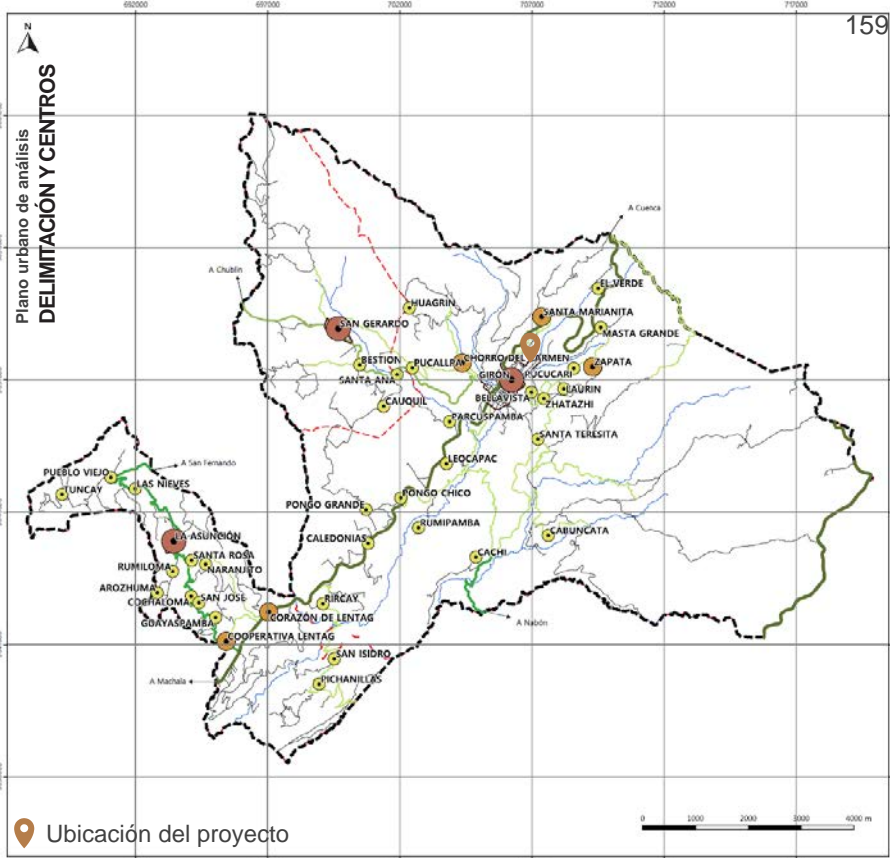 692000 697000 702000 707000 712000 717000
159
N
Plano urbano de análisis
DELIMITACIÓN Y CENTROS
A Cuenca
A Chublín
EL VERDE
HUAGRIN
SANTA MARIANITA
SAN GERARDO
MASTA GRANDE
BESTION
PUCALLPA
CHORRO DEL CARMEN
ZAPATA
SANTA ANA
GIRÓN
PUCUCARI
LAURIN
BELLAVISTA
ZHATAZHI
CAUQUIL
PARCUSPAMBA
SANTA TERESITA
LEOCAPAC
A San Fernando
PUEBLO VIEJO
LAS NIEVES
TUNCAY
PONGO CHICO
PONGO GRANDE
RUMIPAMBA
CABUNCATA
LA ASUNCIÓN
CALEDONIAS
SANTA ROSA
CACHI
RUMILOMA
NARANJITO
AROZHUMA
COCHALOMA
SAN JOSE
RIRCAY
GUAYASPAMBA
CORAZÓN DE LENTAG
A Nabón
COOPERATIVA LENTAG
SAN ISIDRO
A Machala
PICHANILLAS
Ubicación del proyecto
0 1000 2000 3000 4000 m